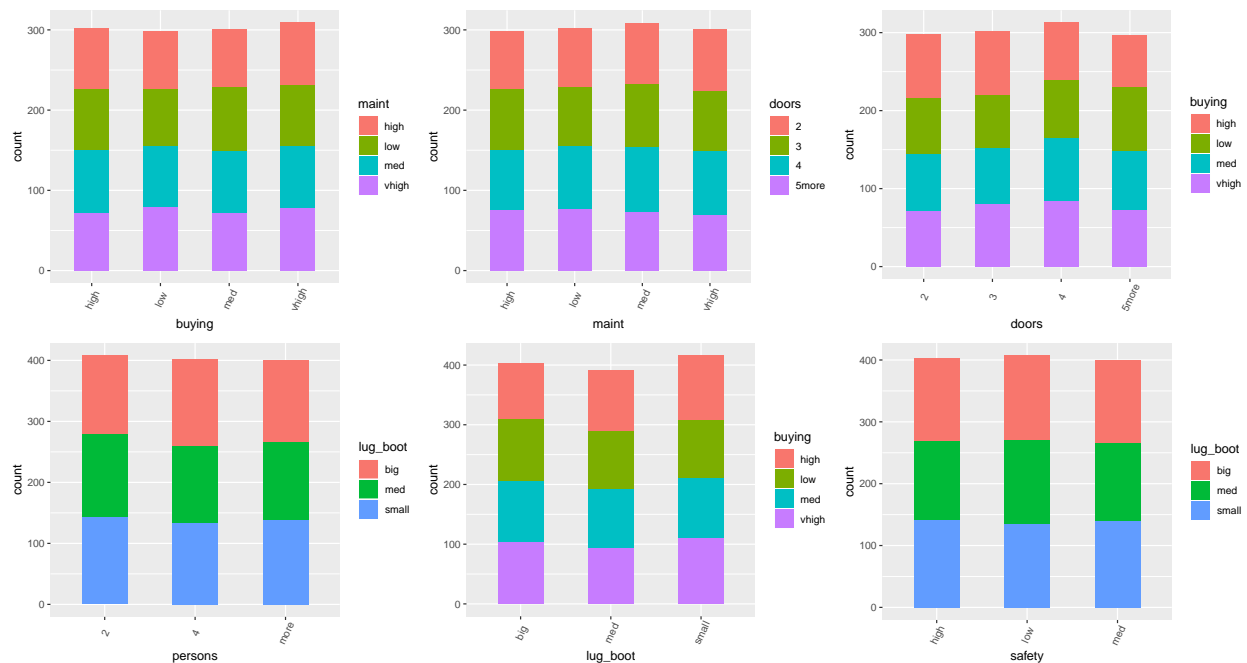 300
200
100
0
count
high
low
med
vhigh
buying
maint
high
low
med
vhigh
300
200
100
0
count
high
low
med
vhigh
maint
doors
2
3
4
5more
300
200
100
0
count
2
3
4
5more
doors
buying
high
low
med
vhigh
400
300
200
100
0
count
2
4
more
persons
lug_boot
big
med
small
400
300
200
100
0
count
big
med
small
lug_boot
buying
high
low
med
vhigh
400
300
200
100
0
count
high
low
med
safety
lug_boot
big
med
small